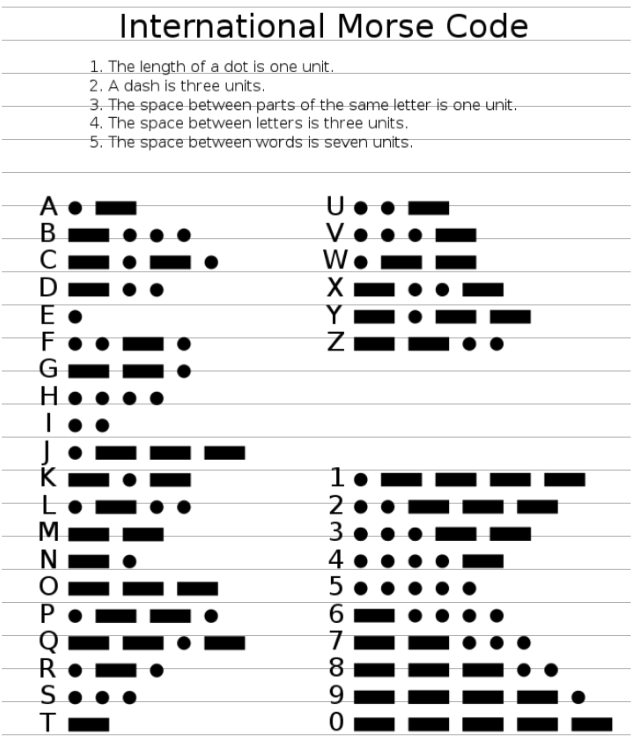 International Morse Code
1. The length of a dot is one unit.
2. A dash is three units.
3. The space between parts of the same letter is one unit.
4. The space between letters is three units.
5. The space between words is seven units.
A ● ▬
B ▬ ● ● ●
C ▬ ● ▬ ●
D ▬ ● ●
E ●
F ● ● ▬ ●
G ▬ ▬ ●
H ● ● ● ●
I ● ●
J ● ▬ ▬ ▬
K ▬ ● ▬
L ● ▬ ● ●
M ▬ ▬
N ▬ ●
O ▬ ▬ ▬
P ● ▬ ▬ ●
Q ▬ ▬ ● ▬
R ● ▬ ●
S ● ● ●
T ▬
U ● ● ▬
V ● ● ● ▬
W ● ▬ ▬
X ▬ ● ● ▬
Y ▬ ● ▬ ▬
Z ▬ ▬ ● ●
1 ● ▬ ▬ ▬ ▬
2 ● ● ▬ ▬ ▬
3 ● ● ● ▬ ▬
4 ● ● ● ● ▬
5 ● ● ● ● ●
6 ▬ ● ● ● ●
7 ▬ ▬ ● ● ●
8 ▬ ▬ ▬ ● ●
9 ▬ ▬ ▬ ▬ ●
0 ▬ ▬ ▬ ▬ ▬